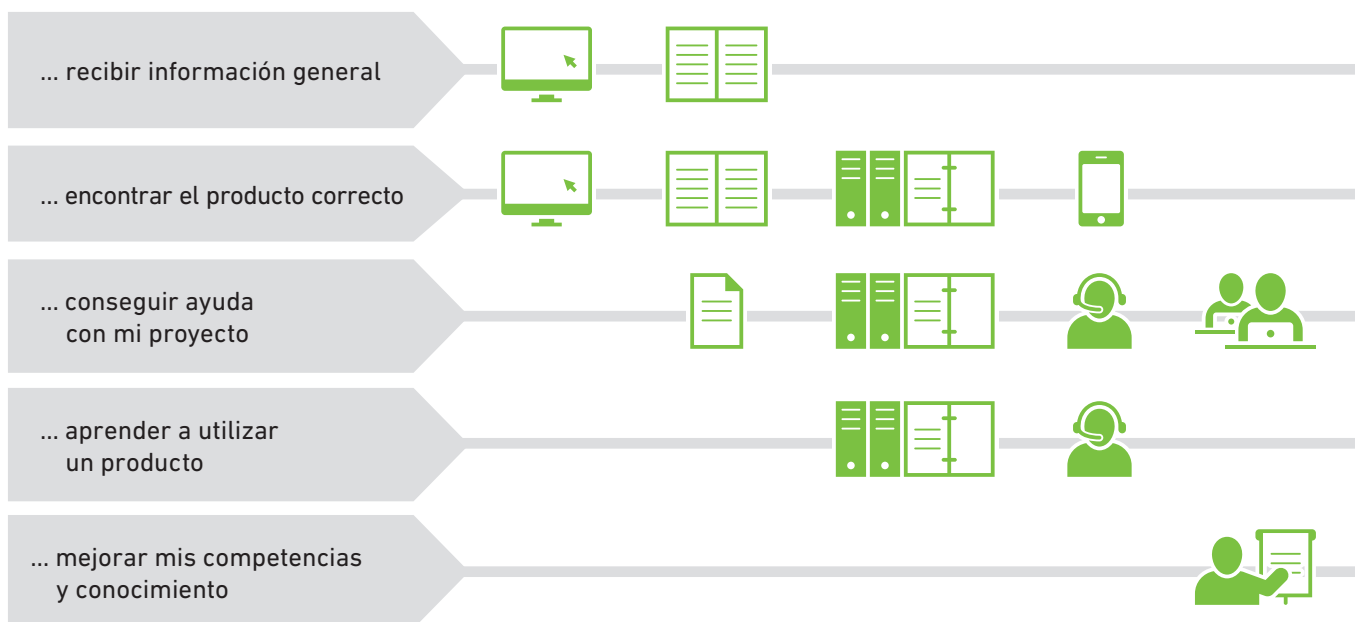 ... recibir información general
... encontrar el producto correcto
... conseguir ayuda
con mi proyecto
... aprender a utilizar
un producto
... mejorar mis competencias
y conocimiento